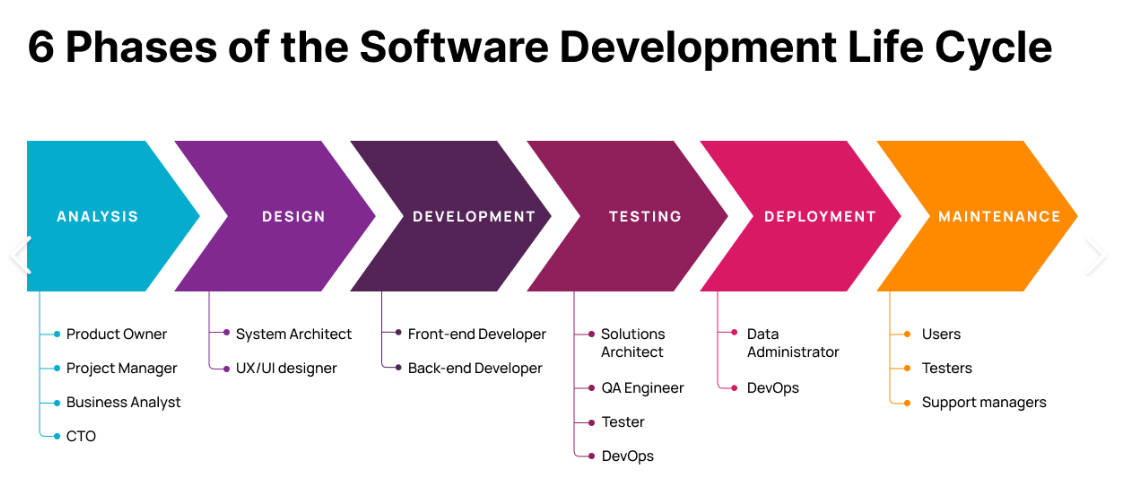 6 Phases of the Software Development Life Cycle
ANALYSIS
DESIGN
DEVELOPMENT
TESTING
DEPLOYMENT
MAINTENANCE
Product Owner
Project Manager
Business Analyst
CTO
System Architect
UX/UI designer
Front-end Developer
Back-end Developer
Solutions
Architect
QA Engineer
Tester
DevOps
Data
Administrator
DevOps
Users
Testers
Support managers